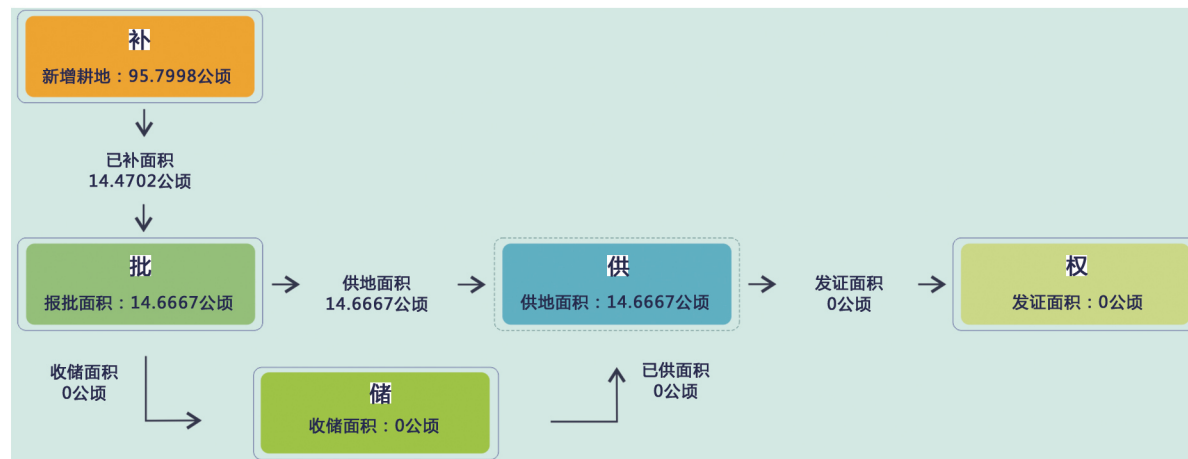 补
新增耕地：95.7998公顷
已补面积
14.4702公顷
批
报批面积：14.6667公顷
供地面积
14.6667公顷
供
供地面积：14.6667公顷
发证面积
0公顷
权
发证面积：0公顷
收储面积
0公顷
储
收储面积：0公顷
已供面积
0公顷